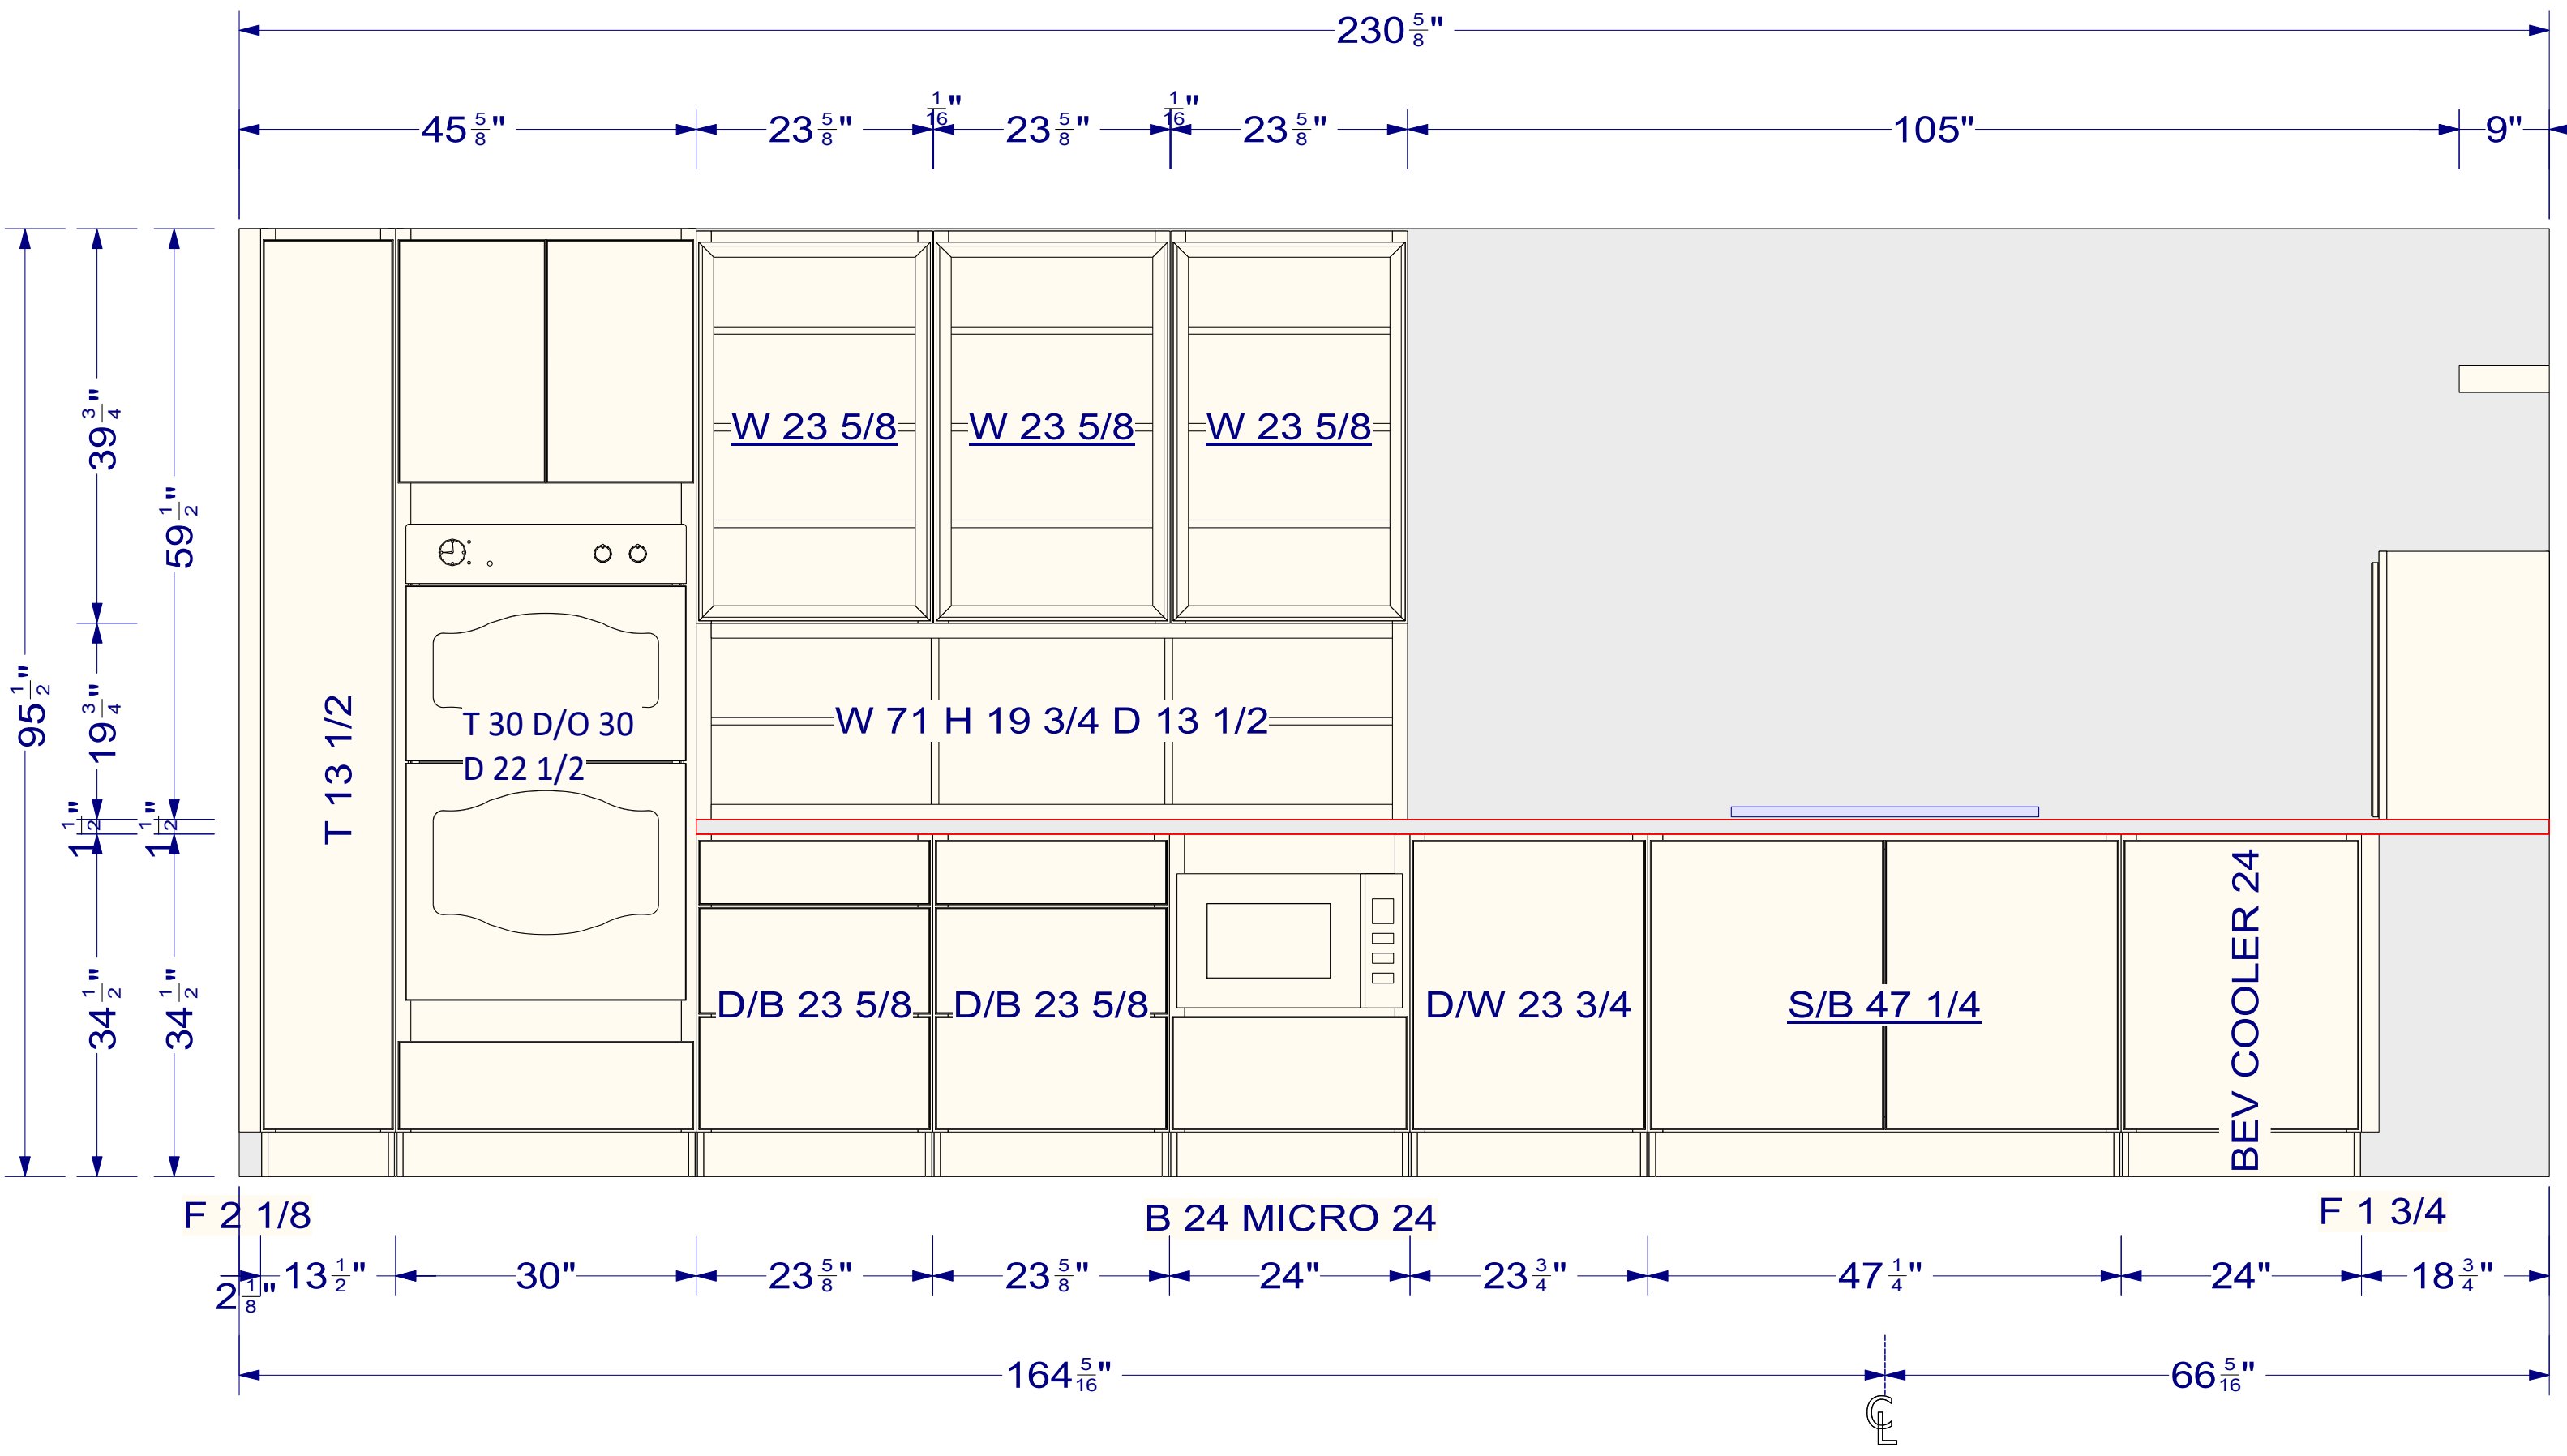 230 5/8"
45 5/8" 23 5/8" 1/16" 23 5/8" 1/16" 23 5/8" 105" 9"
95 1/2"
39 3/4"
19 3/4"
1 1/2"
34 1/2"
59 1/2"
1 1/2"
34 1/2"
W 23 5/8 W 23 5/8 W 23 5/8
T 13 1/2
T 30 D/O 30
D 22 1/2
W 71 H 19 3/4 D 13 1/2
D/B 23 5/8 D/B 23 5/8 D/W 23 3/4 S/B 47 1/4
BEV COOLER 24
F 2 1/8 B 24 MICRO 24 F 1 3/4
2 1/8" 13 1/2" 30" 23 5/8" 23 5/8" 24" 23 3/4" 47 1/4" 24" 18 3/4"
164 5/16" 66 5/16"
CL